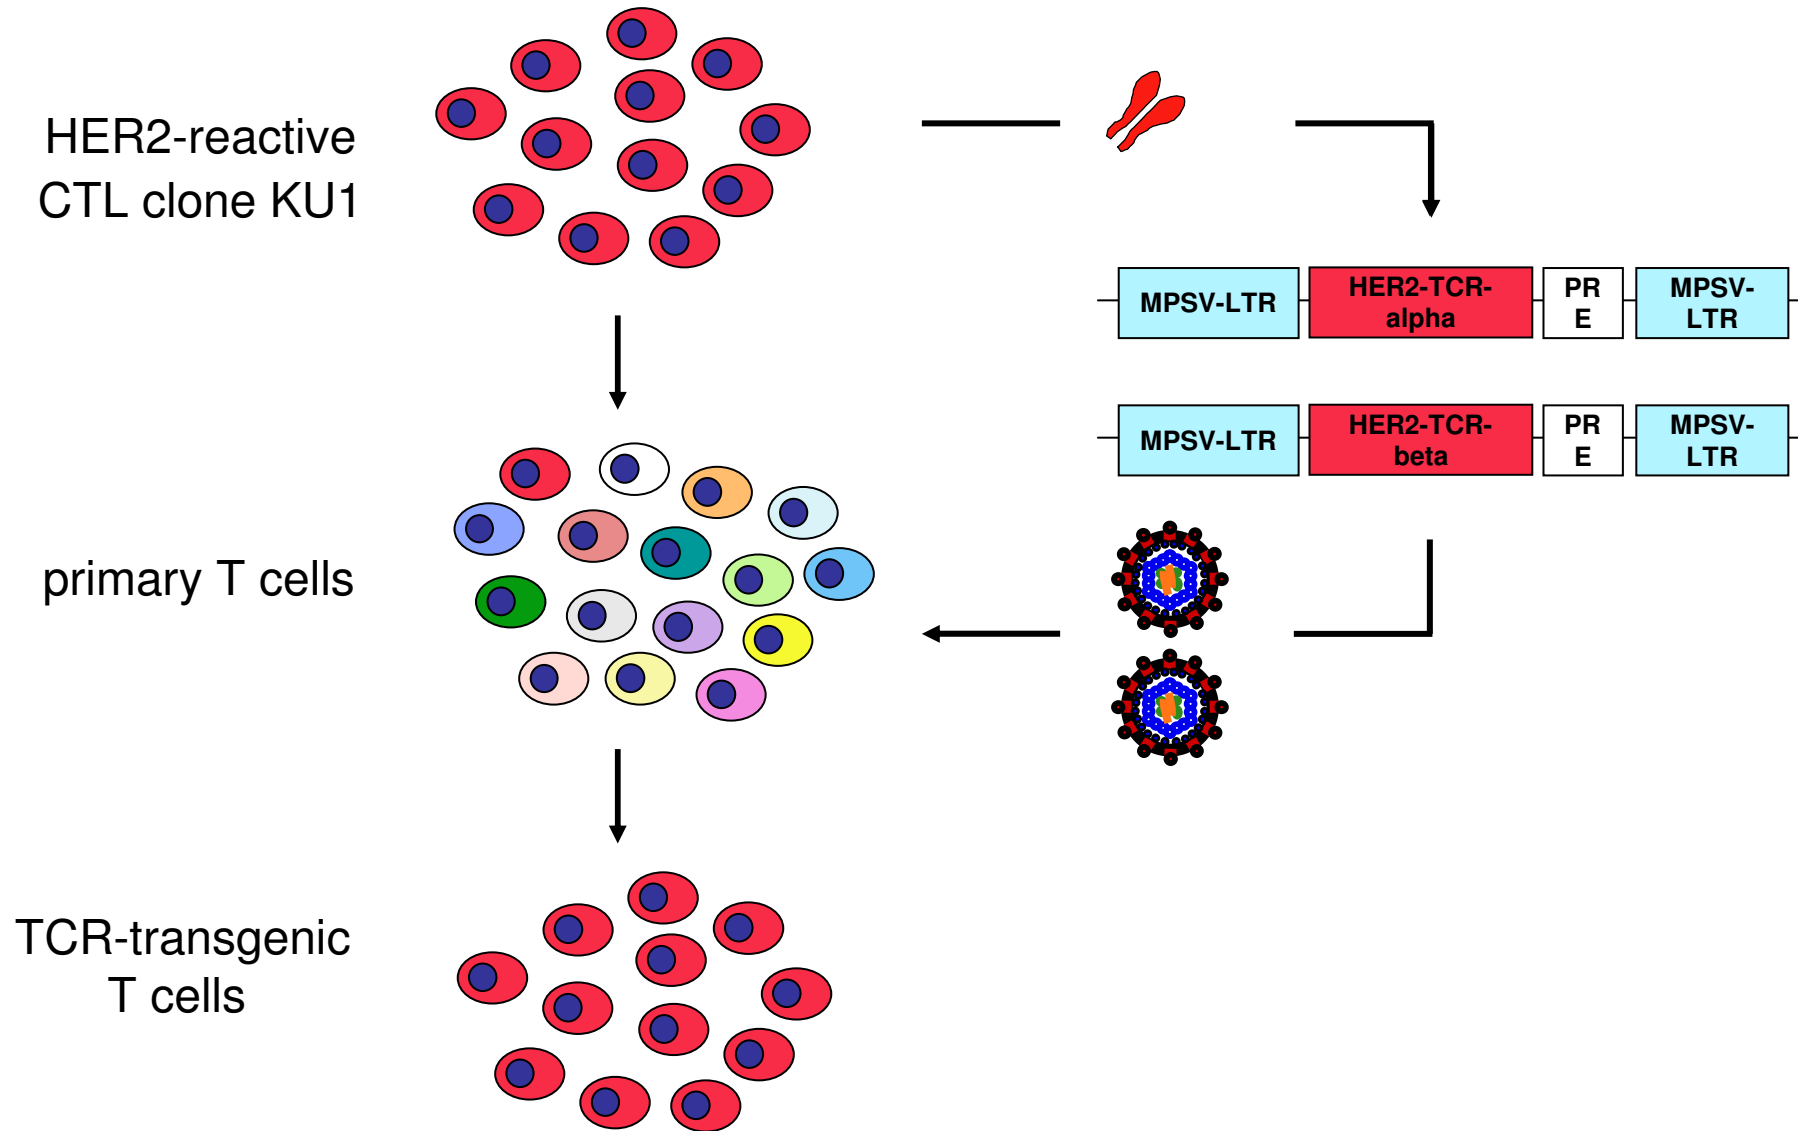 HER2-reactive
CTL clone KU1
MPSV-LTR
HER2-TCR-
alpha
PR
E
MPSV-
LTR
MPSV-LTR
HER2-TCR-
beta
PR
E
MPSV-
LTR
primary T cells
TCR-transgenic
T cells